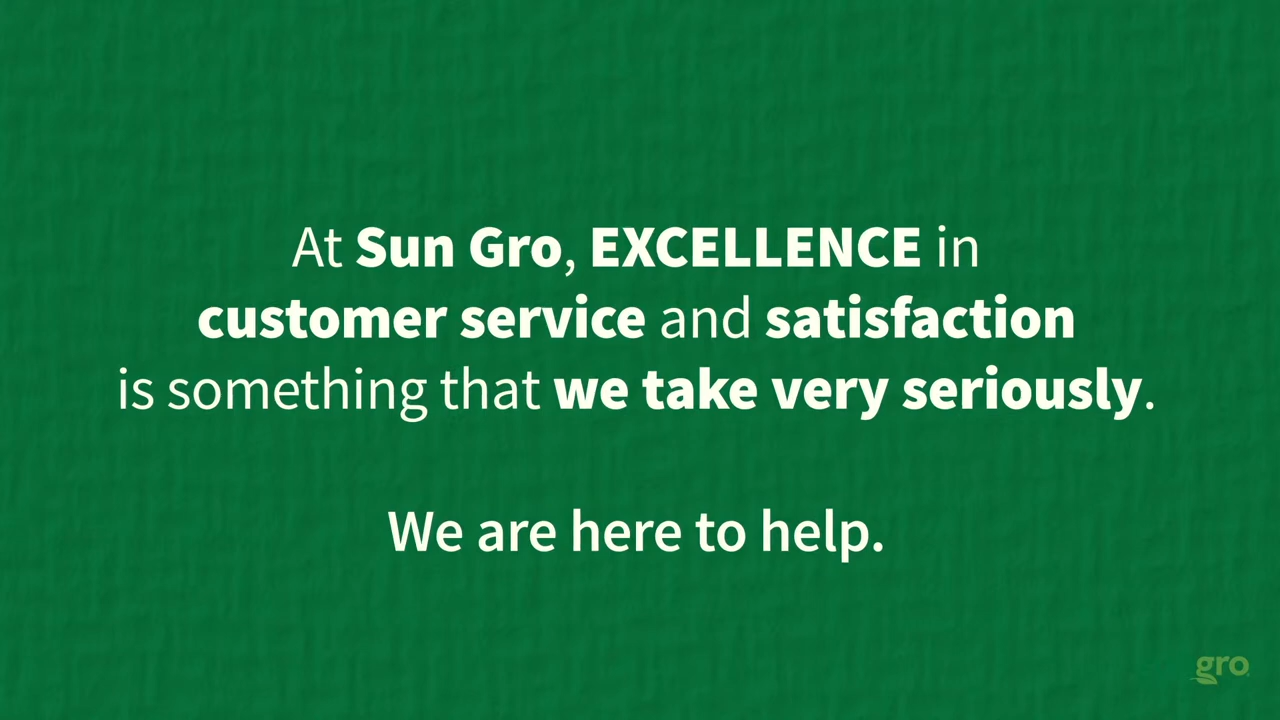 At Sun Gro, EXCELLENCE in
customer service and satisfaction
is something that we take very seriously.
We are here to help.
gro